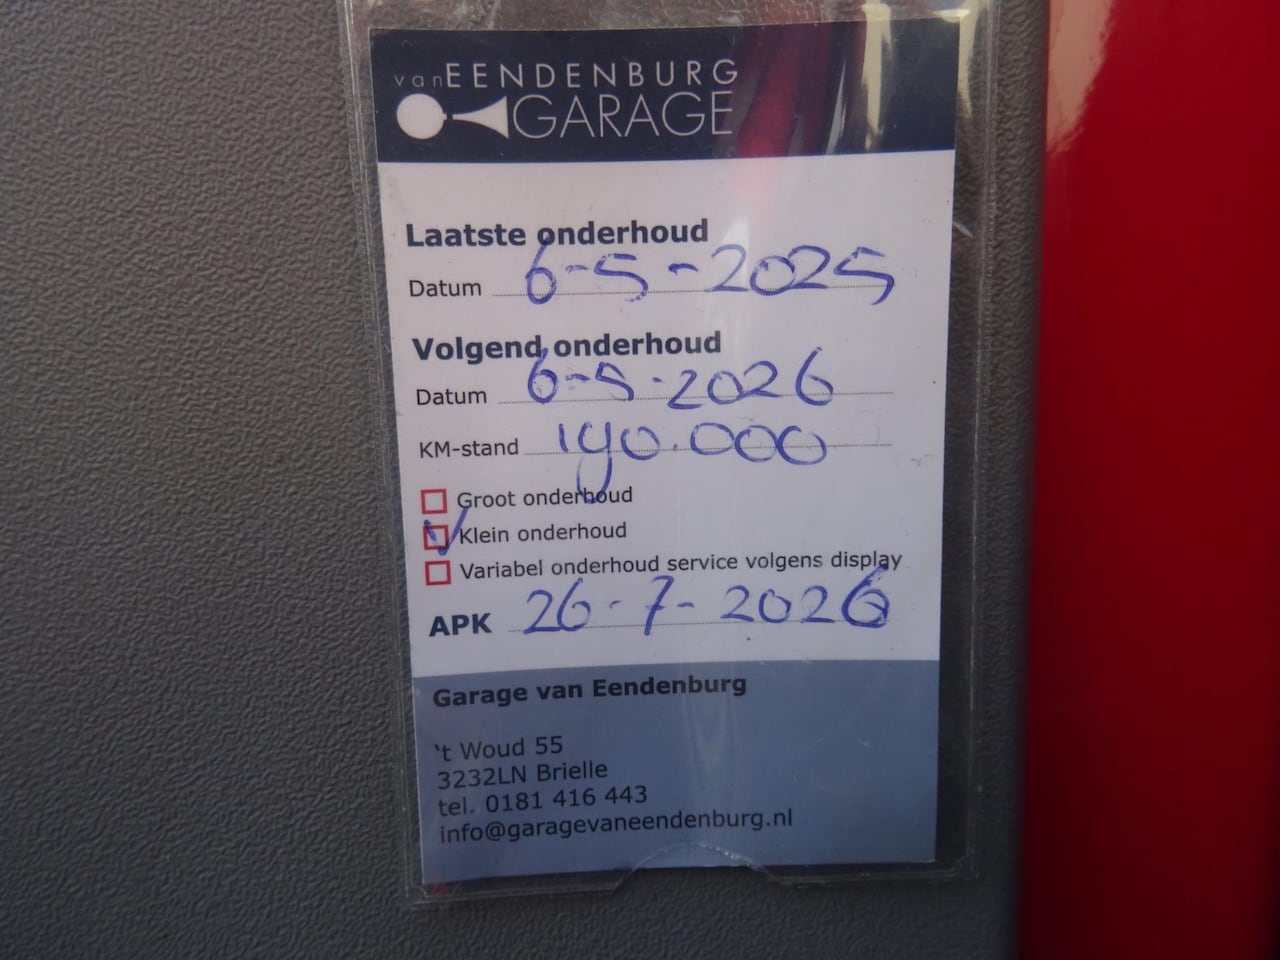 vanEENDENBURG
GARAGE
Laatste onderhoud
Datum 6-5-2025
Volgend onderhoud
Datum 6-5-2026
KM-stand 190.000
Groot onderhoud
Klein onderhoud
Variabel onderhoud service volgens display
APK 26-7-2026
Garage van Eendenburg
't Woud 55
3232LN Brielle
tel. 0181 416 443
info@garagevaneendenburg.nl